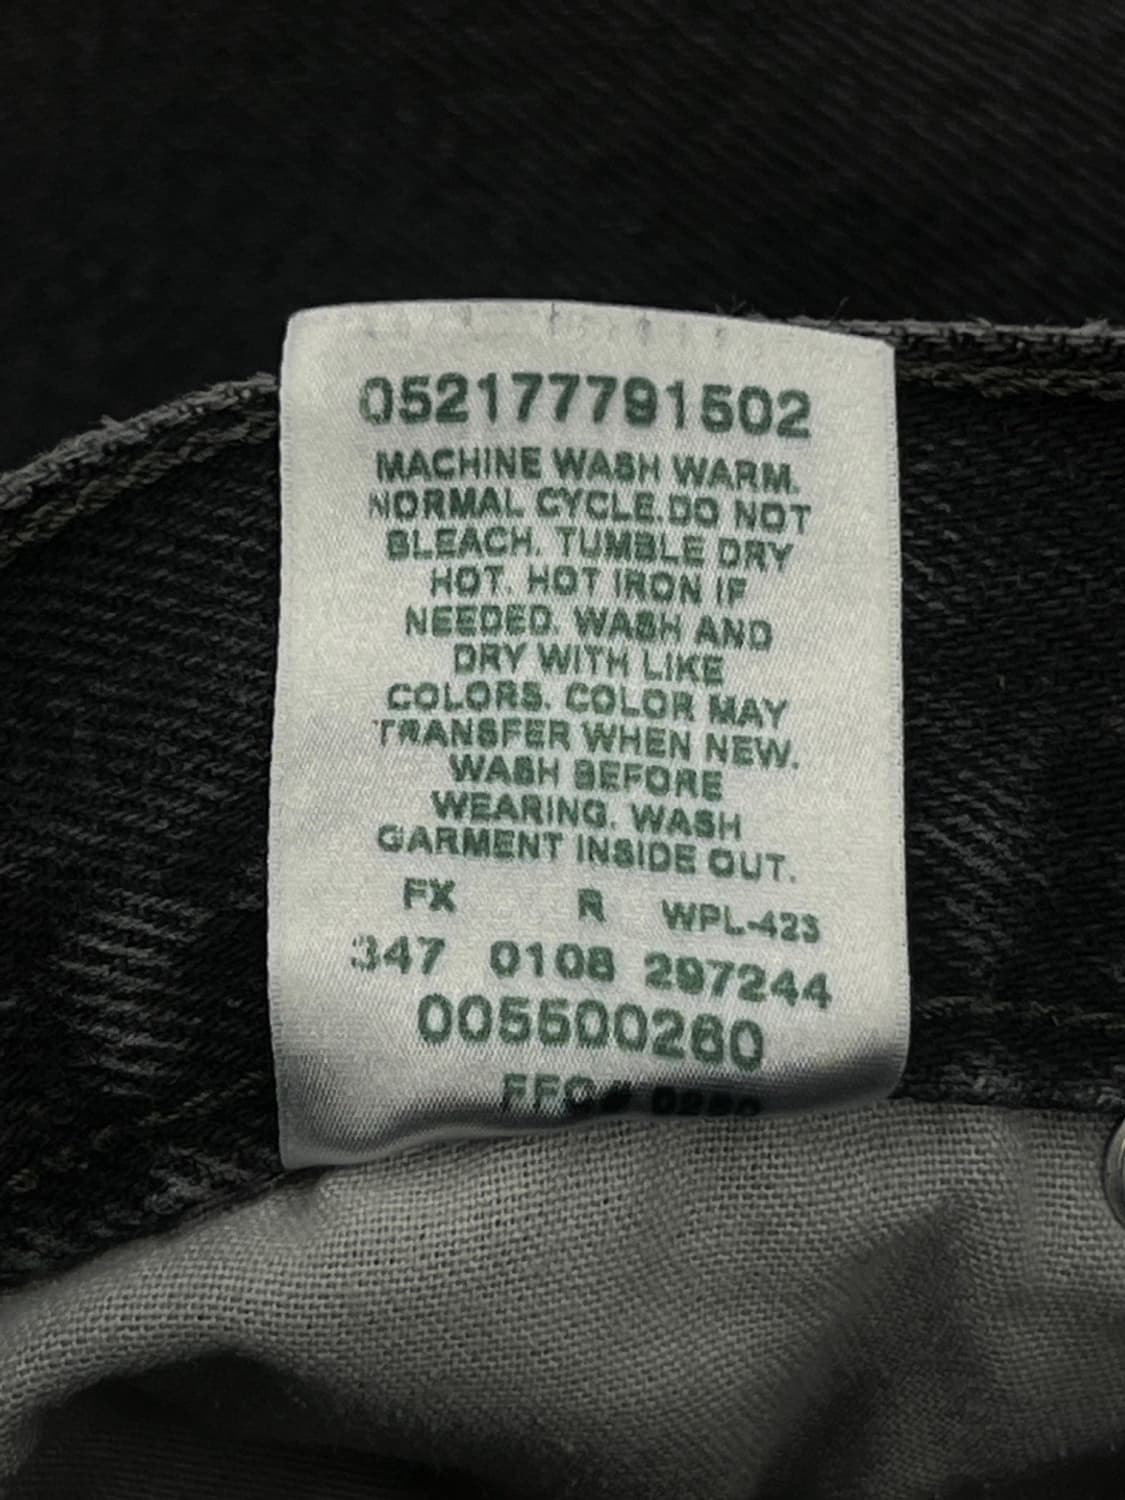 052177791502
MACHINE WASH WARM.
NORMAL CYCLE.DO NOT
BLEACH. TUMBLE DRY
HOT. HOT IRON IF
NEEDED. WASH AND
DRY WITH LIKE
COLORS. COLOR MAY
TRANSFER WHEN NEW.
WASH BEFORE
WEARING. WASH
GARMENT INSIDE OUT.
FX R WPL-423
347 0108 297244
005500260